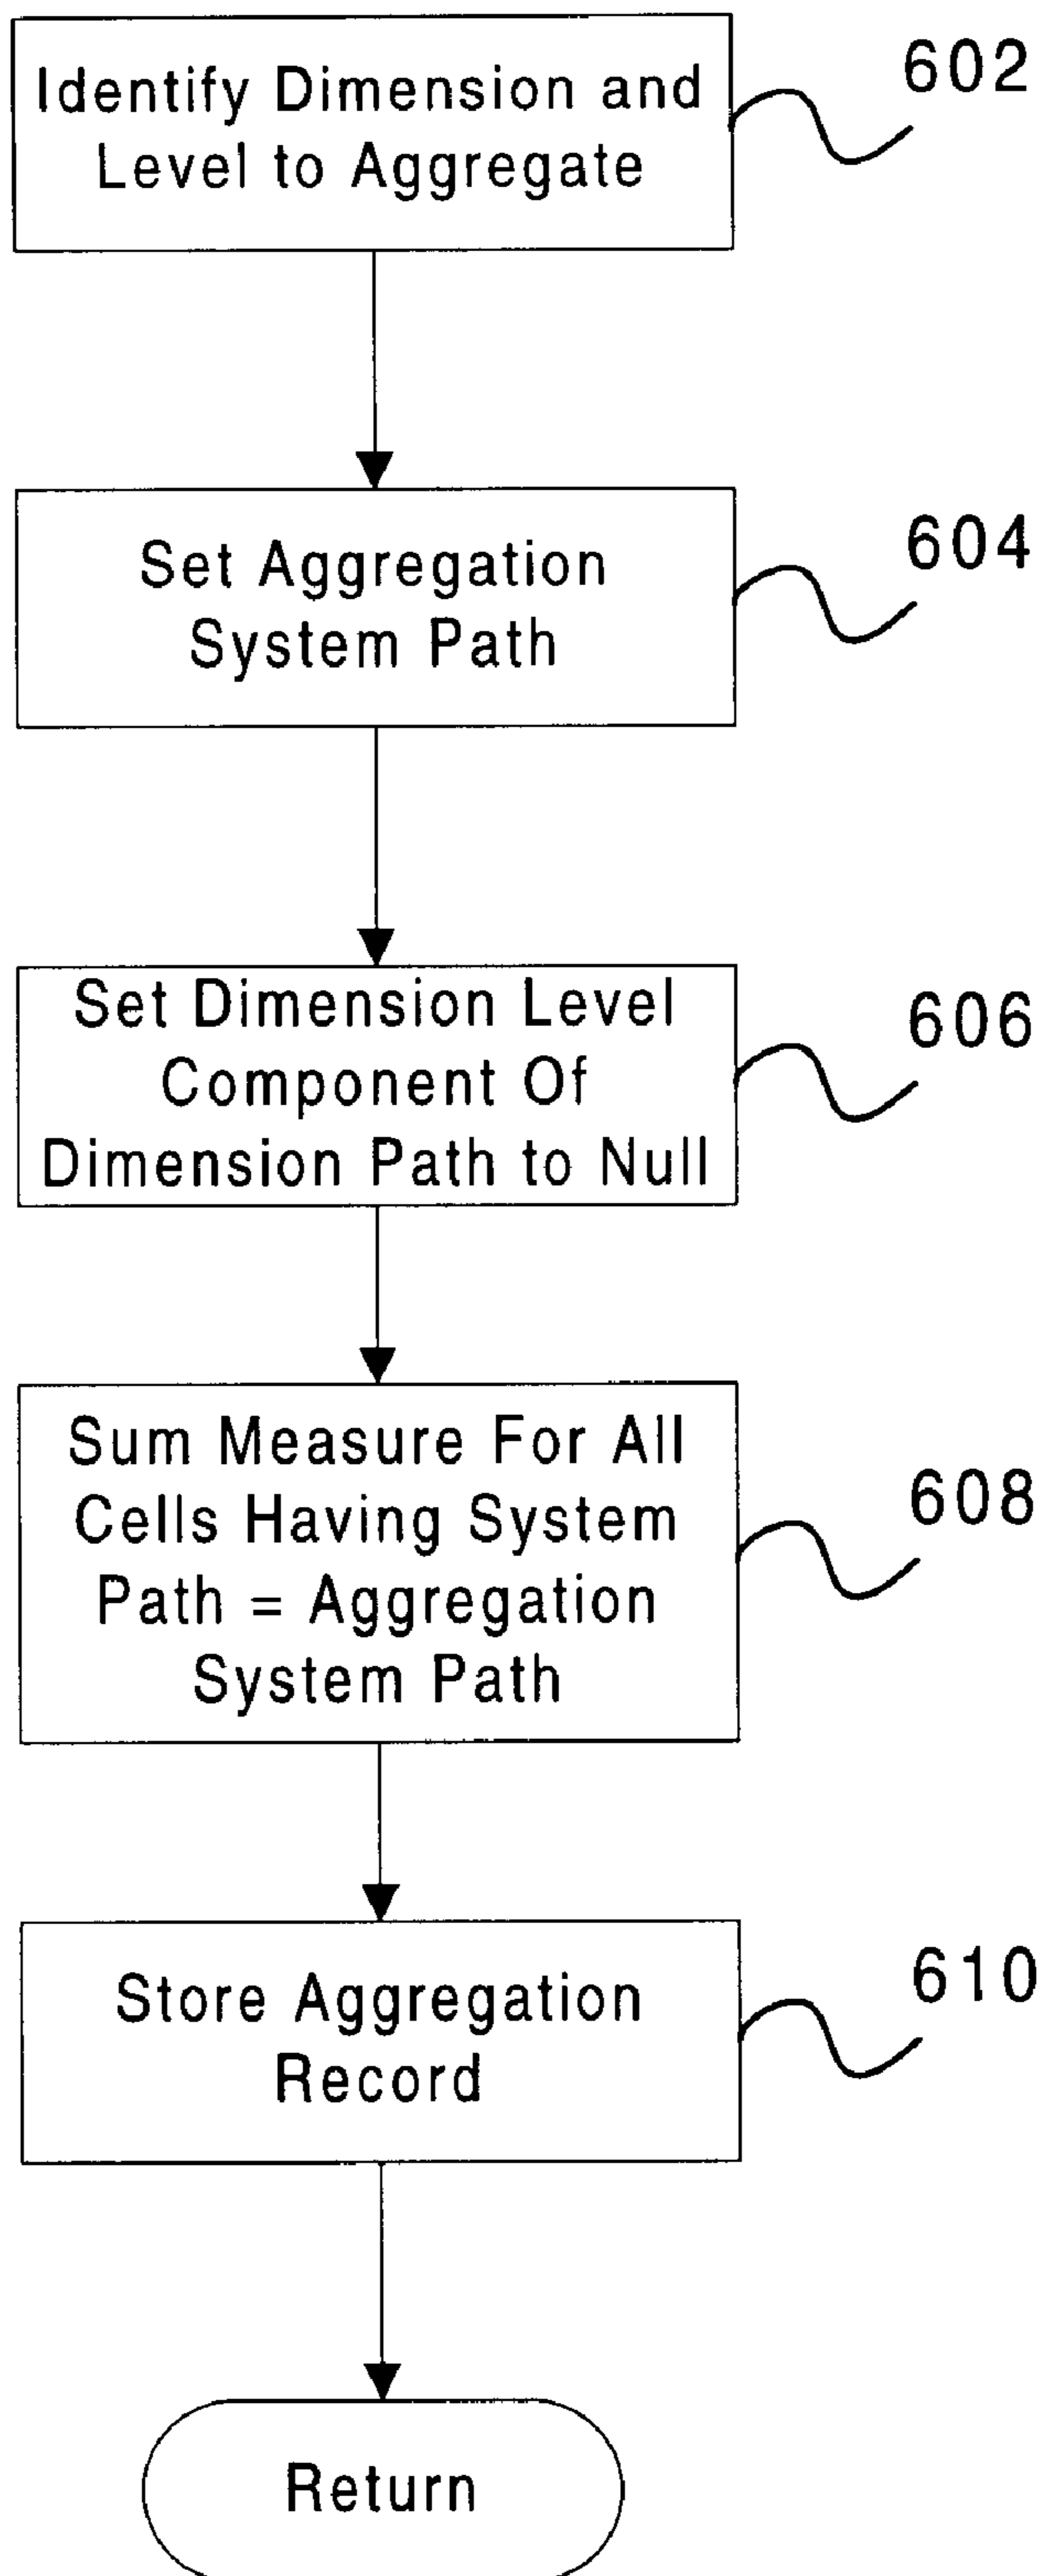 Identify Dimension and
Level to Aggregate
602
Set Aggregation
System Path
604
Set Dimension Level
Component Of
Dimension Path to Null
606
Sum Measure For All
Cells Having System
Path = Aggregation
System Path
608
Store Aggregation
Record
610
Return